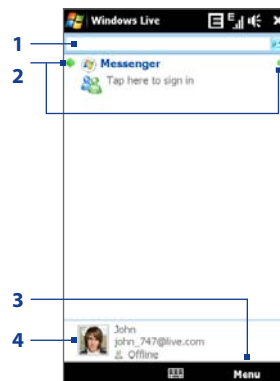 Windows Live
1
2
Messenger
Tap here to sign in
3
4
John
john_747@live.com
Offline
Menu